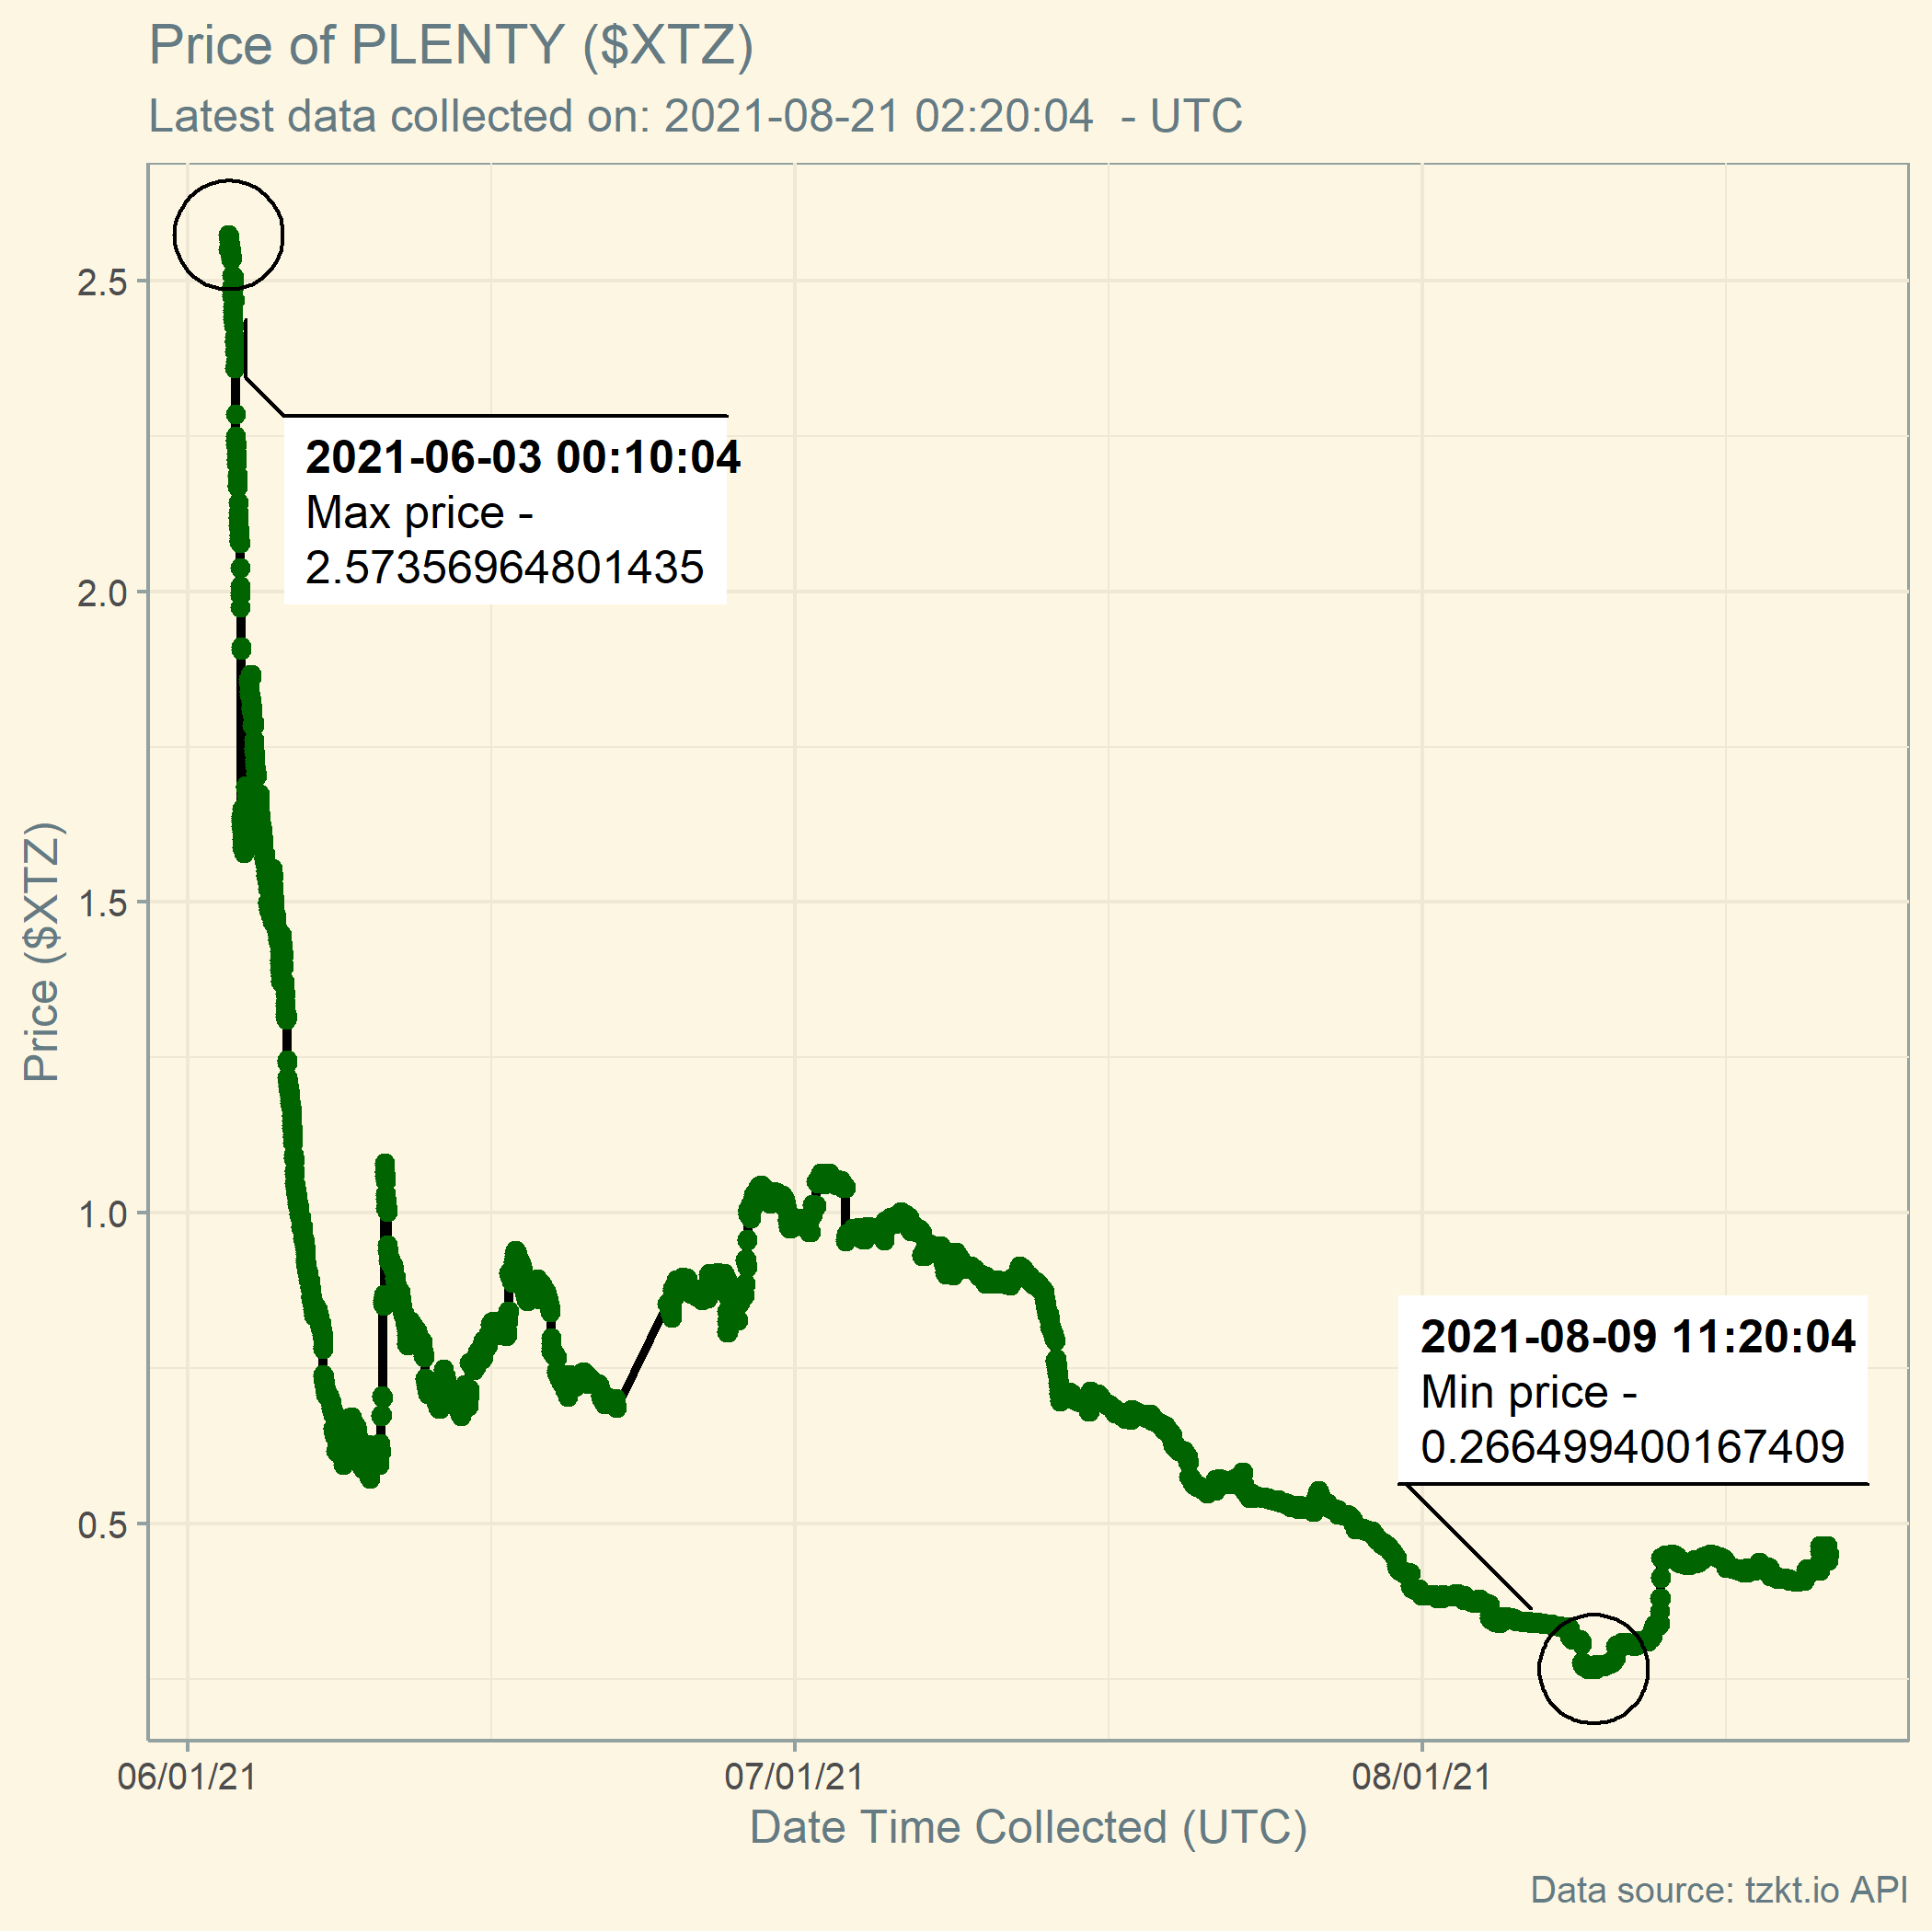 Price of PLENTY ($XTZ)
Latest data collected on: 2021-08-21 02:20:04  - UTC
Price ($XTZ)
2.5
2.0
1.5
1.0
0.5
2021-06-03 00:10:04
Max price -
2.57356964801435
2021-08-09 11:20:04
Min price -
0.266499400167409
06/01/21
07/01/21
08/01/21
Date Time Collected (UTC)
Data source: tzkt.io API